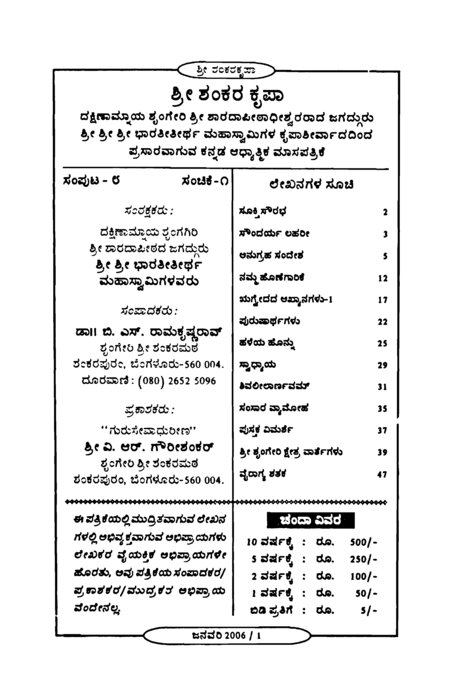 ಶ್ರೀ ಶಂಕರಕೃಪಾ
ಶ್ರೀ ಶಂಕರ ಕೃಪಾ
ದಕ್ಷಿಣಾಮ್ನಾಯ ಶೃಂಗೇರಿ ಶ್ರೀ ಶಾರದಾಪೀಠಾಧೀಶ್ವರರಾದ ಜಗದ್ಗುರು
ಶ್ರೀ ಶ್ರೀ ಶ್ರೀ ಭಾರತೀತೀರ್ಥ ಮಹಾಸ್ವಾಮಿಗಳ ಕೃಪಾಶೀರ್ವಾದದಿಂದ
ಪ್ರಸಾರವಾಗುವ ಕನ್ನಡ ಆಧ್ಯಾತ್ಮಿಕ ಮಾಸಪತ್ರಿಕೆ
ಸಂಪುಟ - ೮ ಸಂಚಿಕೆ-೧
ಸಂರಕ್ಷಕರು :
ದಕ್ಷಿಣಾಮ್ನಾಯ ಶೃಂಗಗಿರಿ
ಶ್ರೀ ಶಾರದಾಪೀಠದ ಜಗದ್ಗುರು
ಶ್ರೀ ಶ್ರೀ ಭಾರತೀತೀರ್ಥ
ಮಹಾಸ್ವಾಮಿಗಳವರು
ಸಂಪಾದಕರು :
ಡಾ|| ಬಿ. ಎಸ್. ರಾಮಕೃಷ್ಣರಾವ್
ಶೃಂಗೇರಿ ಶ್ರೀ ಶಂಕರಮಠ
ಶಂಕರಪುರಂ, ಬೆಂಗಳೂರು-560 004.
ದೂರವಾಣಿ : (080) 2652 5096
ಪ್ರಕಾಶಕರು :
"ಗುರುಸೇವಾಧುರೀಣ"
ಶ್ರೀ ವಿ. ಆರ್. ಗೌರೀಶಂಕರ್
ಶೃಂಗೇರಿ ಶ್ರೀ ಶಂಕರಮಠ
ಶಂಕರಪುರಂ, ಬೆಂಗಳೂರು-560 004.
ಲೇಖನಗಳ ಸೂಚಿ
ಸೂಕ್ತಿಸೌರಭ 2
ಸೌಂದರ್ಯ ಲಹರೀ 3
ಅನುಗ್ರಹ ಸಂದೇಶ 5
ನಮ್ಮ ಹೊಣೆಗಾರಿಕೆ 12
ಋಗ್ವೇದದ ಆಖ್ಯಾನಗಳು-1 17
ಪುರುಷಾರ್ಥಗಳು 22
ಹಳೆಯ ಹೊನ್ನು 25
ಸ್ವಾಧ್ಯಾಯ 29
ಶಿವಲೀಲಾರ್ಣವಮ್ 31
ಸಂಸಾರ ವ್ಯಾಮೋಹ 35
ಪುಸ್ತಕ ವಿಮರ್ಶೆ 37
ಶ್ರೀ ಶೃಂಗೇರಿ ಕ್ಷೇತ್ರ ವಾರ್ತೆಗಳು 39
ವೈರಾಗ್ಯ ಶತಕ 47
ಈ ಪತ್ರಿಕೆಯಲ್ಲಿ ಮುದ್ರಿತವಾಗುವ ಲೇಖನ
ಗಳಲ್ಲಿ ಅಭಿವ್ಯಕ್ತವಾಗುವ ಅಭಿಪ್ರಾಯಗಳು
ಲೇಖಕರ ವೈಯಕ್ತಿಕ ಅಭಿಪ್ರಾಯಗಳೇ
ಹೊರತು, ಅವು ಪತ್ರಿಕೆಯ ಸಂಪಾದಕರ/
ಪ್ರಕಾಶಕರ/ಮುದ್ರಕರ ಅಭಿಪ್ರಾಯ
ವೆಂದೇನಲ್ಲ.
ಚಂದಾ ವಿವರ
10 ವರ್ಷಕ್ಕೆ : ರೂ. 500/-
5 ವರ್ಷಕ್ಕೆ : ರೂ. 250/-
2 ವರ್ಷಕ್ಕೆ : ರೂ. 100/-
1 ವರ್ಷಕ್ಕೆ : ರೂ. 50/-
ಬಿಡಿ ಪ್ರತಿಗೆ : ರೂ. 5/-
ಜನವರಿ 2006 / 1